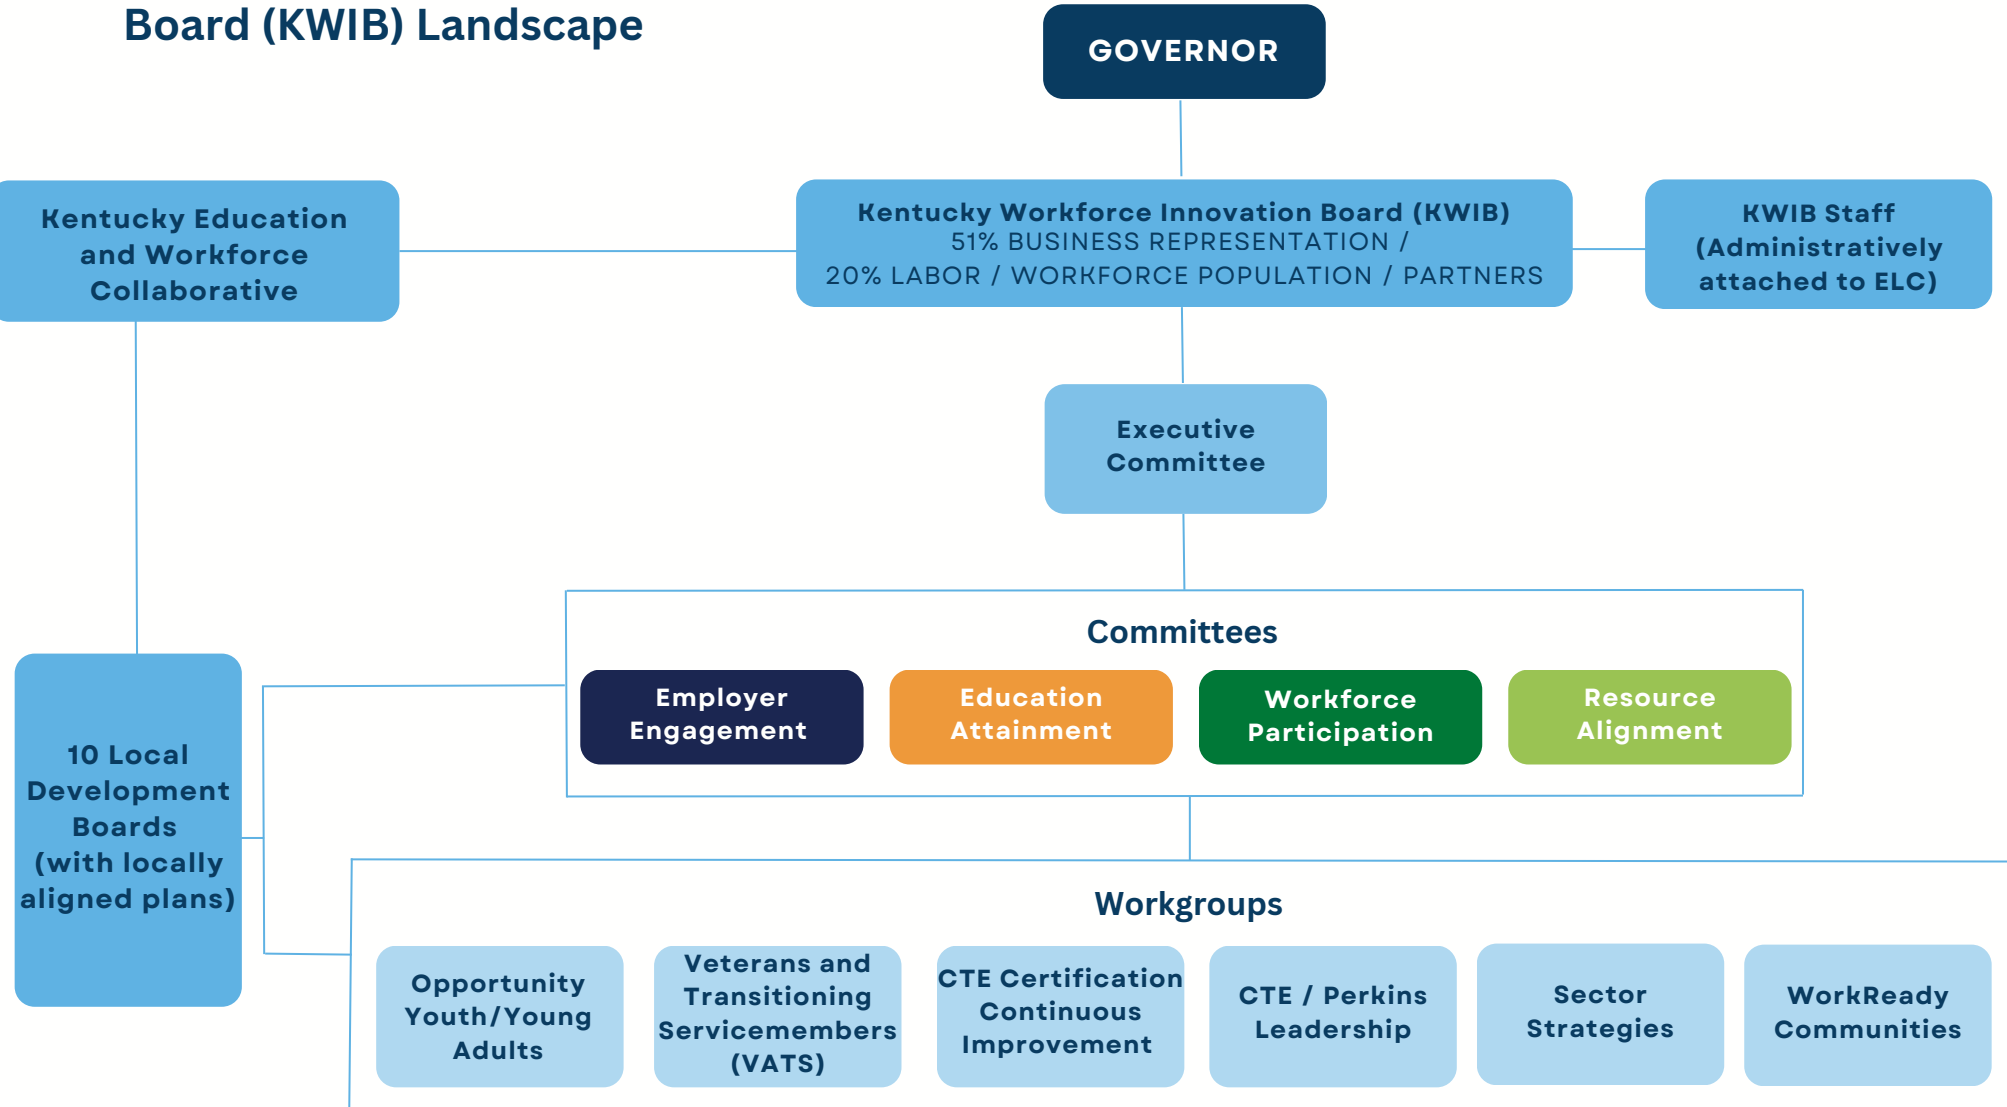 Board (KWIB) Landscape
GOVERNOR
Kentucky Education
and Workforce
Collaborative
Kentucky Workforce Innovation Board (KWIB)
51% BUSINESS REPRESENTATION /
20% LABOR / WORKFORCE POPULATION / PARTNERS
KWIB Staff
(Administratively
attached to ELC)
Executive
Committee
Committees
Employer
Engagement
Education
Attainment
Workforce
Participation
Resource
Alignment
10 Local
Development
Boards
(with locally
aligned plans)
Workgroups
Opportunity
Youth/Young
Adults
Veterans and
Transitioning
Servicemembers
(VATS)
CTE Certification
Continuous
Improvement
CTE / Perkins
Leadership
Sector
Strategies
WorkReady
Communities